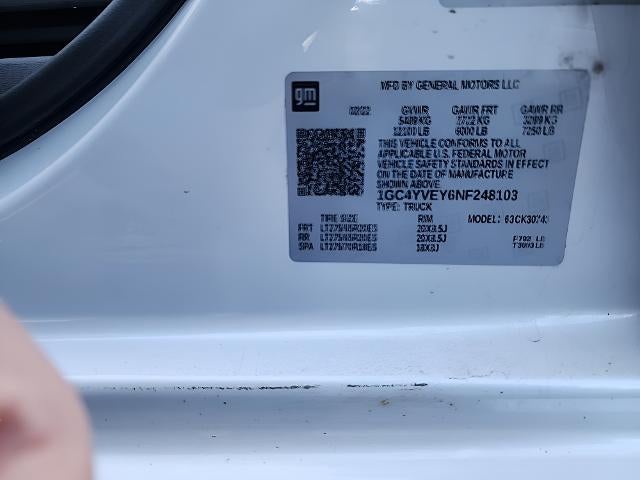 gm
MFD BY GENERAL MOTORS LLC
02/22 GVWR GAWR FRT GAWR RR
5489 KG 2722 KG 3289 KG
12100 LB 6000 LB 7250 LB
THIS VEHICLE CONFORMS TO ALL
APPLICABLE U.S. FEDERAL MOTOR
VEHICLE SAFETY STANDARDS IN EFFECT
ON THE DATE OF MANUFACTURE
SHOWN ABOVE.
1GC4YVEY6NF248103
TYPE: TRUCK
TIRE SIZE RIM MODEL: 63CK30743
FRT 20X8.5J
RR 20X8.5J
SPA 18X8J